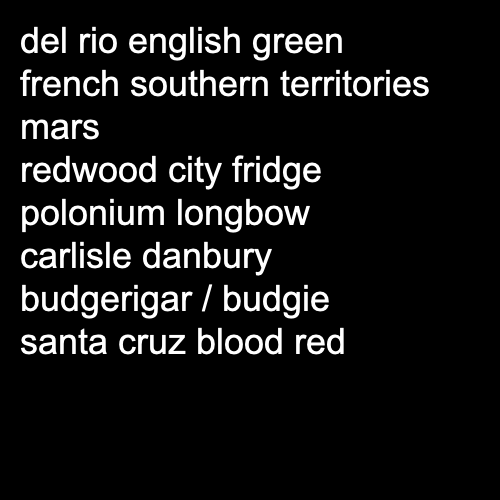 del rio english green
french southern territories
mars
redwood city fridge
polonium longbow
carlisle danbury
budgerigar / budgie
santa cruz blood red